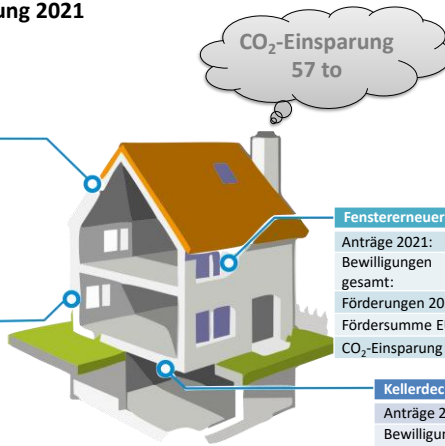 ung 2021
CO₂-Einsparung
57 to
Fenstererneuer
Anträge 2021:
Bewilligungen
gesamt:
Förderungen 20
Fördersumme E
CO₂-Einsparung
Kellerdec
Anträge 2
Bewilligun